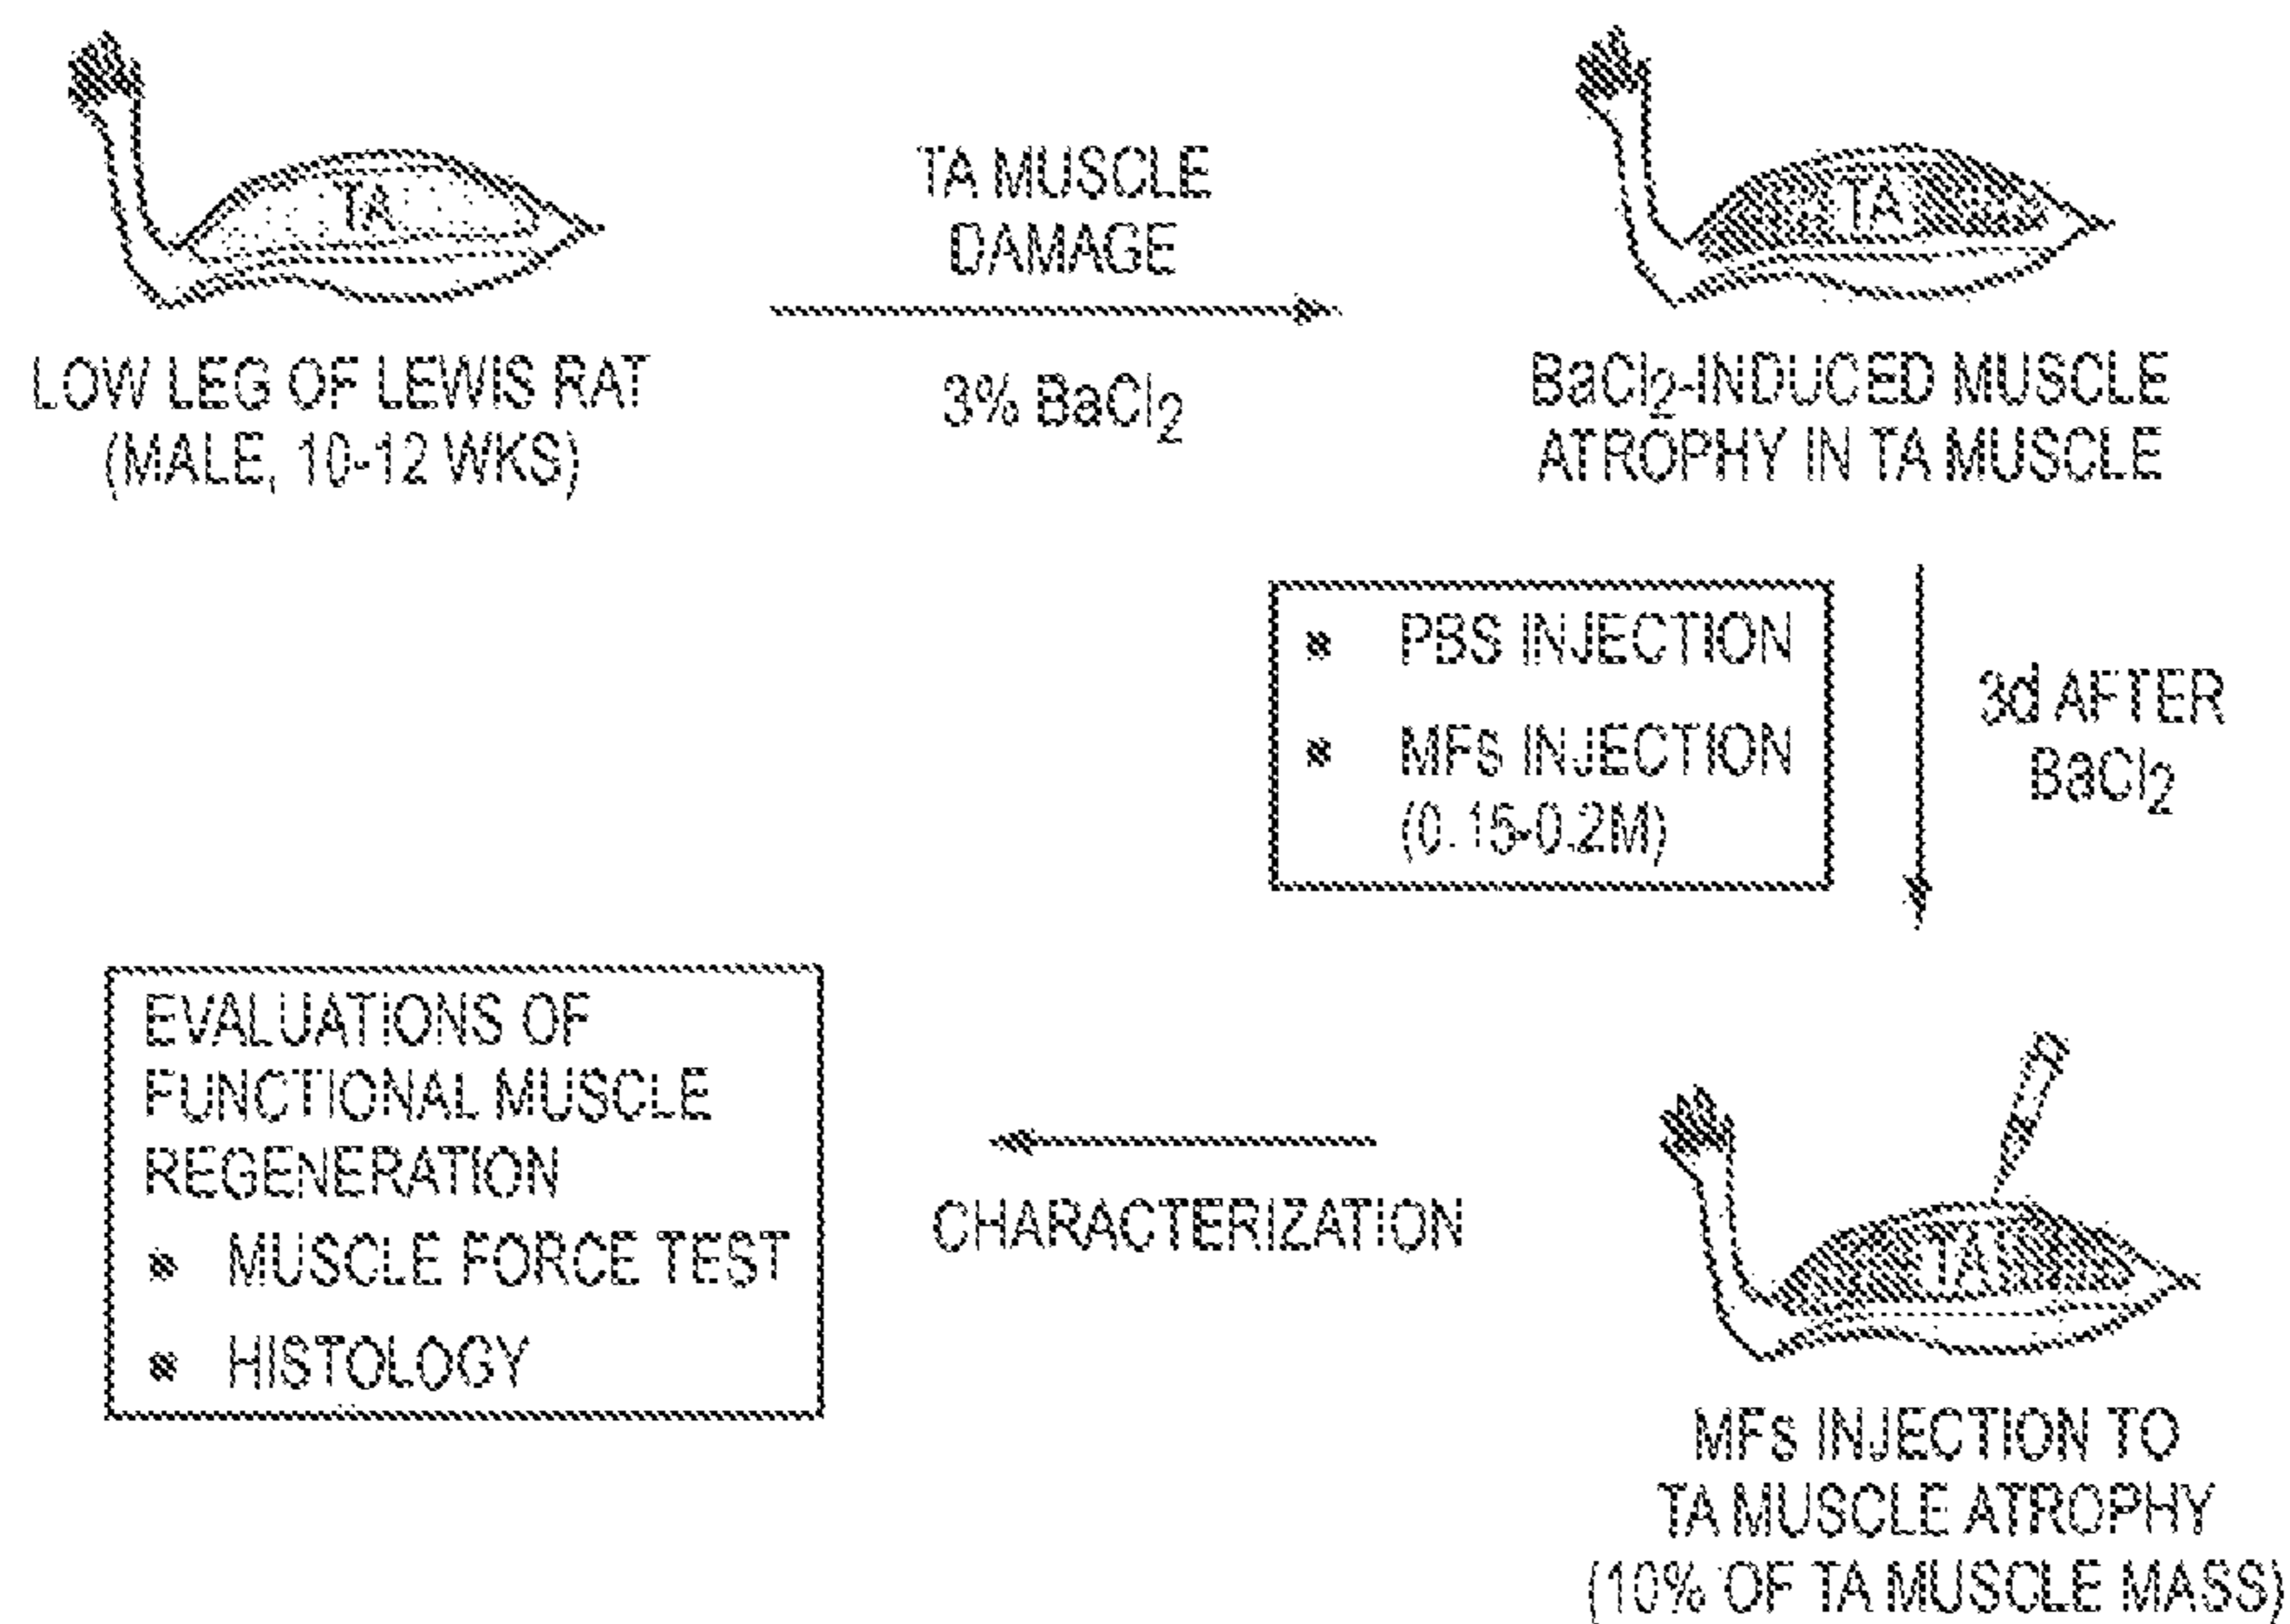 TA
LOW LEG OF LEWIS RAT
(MALE, 10-12 WKS)
TA MUSCLE
DAMAGE
3% BaCl2
TA
BaCl2-INDUCED MUSCLE
ATROPHY IN TA MUSCLE
• PBS INJECTION
• MFs INJECTION
(0.15-0.2M)
3d AFTER
BaCl2
TA
MFs INJECTION TO
TA MUSCLE ATROPHY
(10% OF TA MUSCLE MASS)
CHARACTERIZATION
EVALUATIONS OF
FUNCTIONAL MUSCLE
REGENERATION
• MUSCLE FORCE TEST
• HISTOLOGY